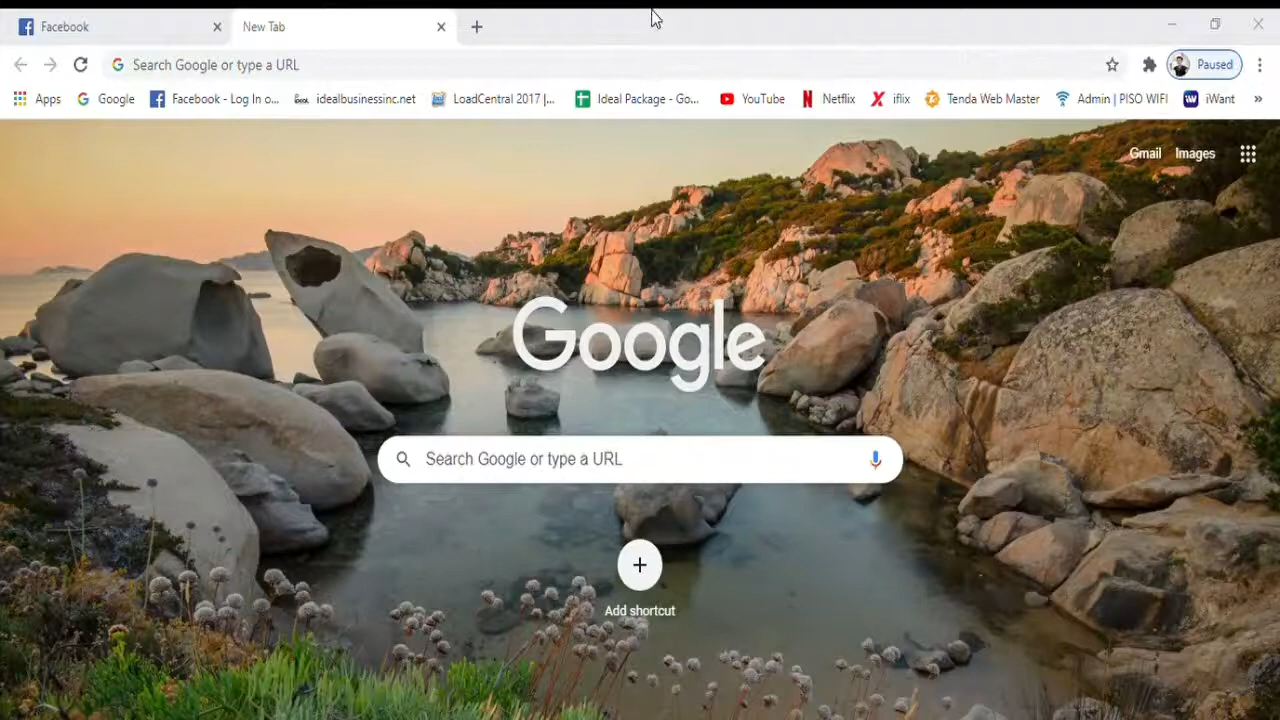 Facebook
New Tab
Search Google or type a URL
Paused
Apps
Google
Facebook - Log In o...
idealbusinessinc.net
LoadCentral 2017 |...
Ideal Package - Go...
YouTube
Netflix
iflix
Tenda Web Master
Admin | PISO WIFI
iWant
»
Gmail
Images
Google
Search Google or type a URL
Add shortcut